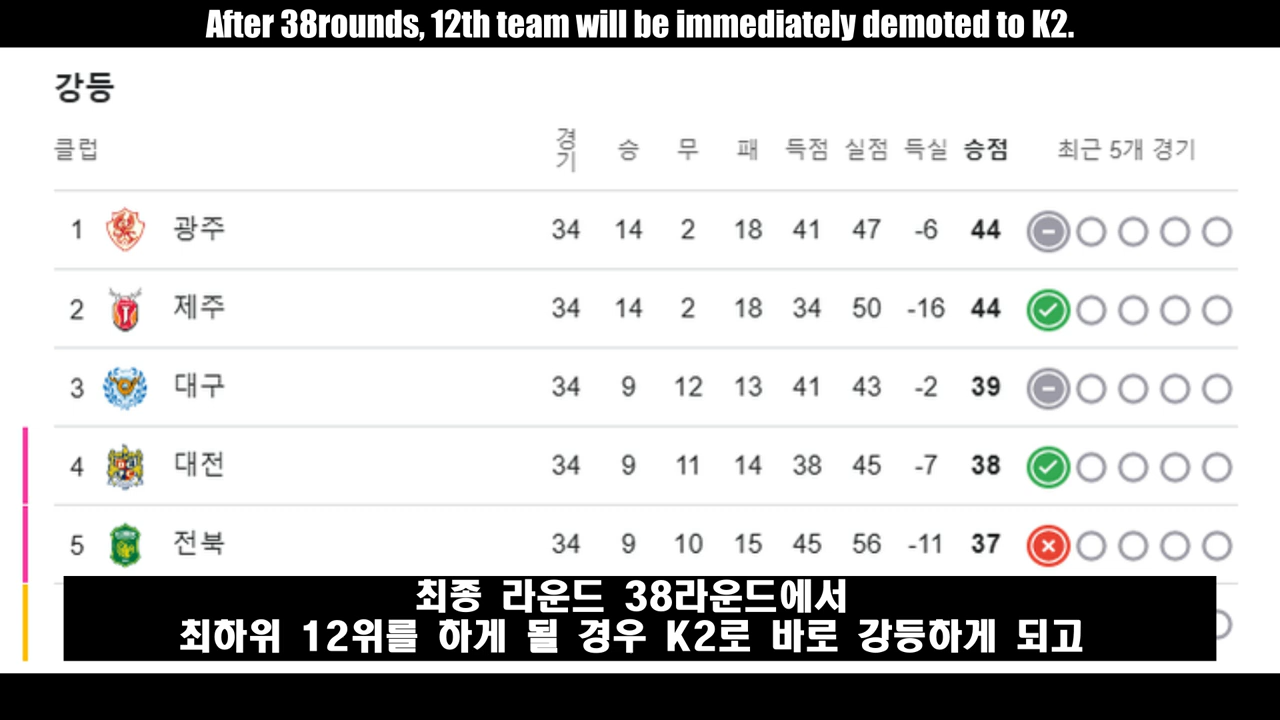 After 38rounds, 12th team will be immediately demoted to K2.
강등
클럽 경기 승 무 패 득점 실점 득실 승점 최근 5개 경기
1 광주 34 14 2 18 41 47 -6 44
2 제주 34 14 2 18 34 50 -16 44
3 대구 34 9 12 13 41 43 -2 39
4 대전 34 9 11 14 38 45 -7 38
5 전북 34 9 10 15 45 56 -11 37
최종 라운드 38라운드에서
최하위 12위를 하게 될 경우 K2로 바로 강등하게 되고